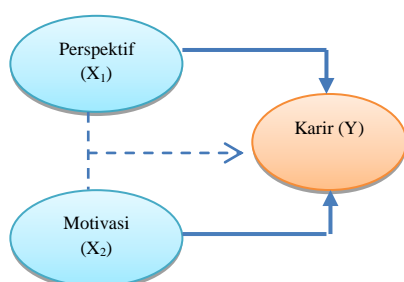 Perspektif
(X₁)
Karir (Y)
Motivasi
(X₂)